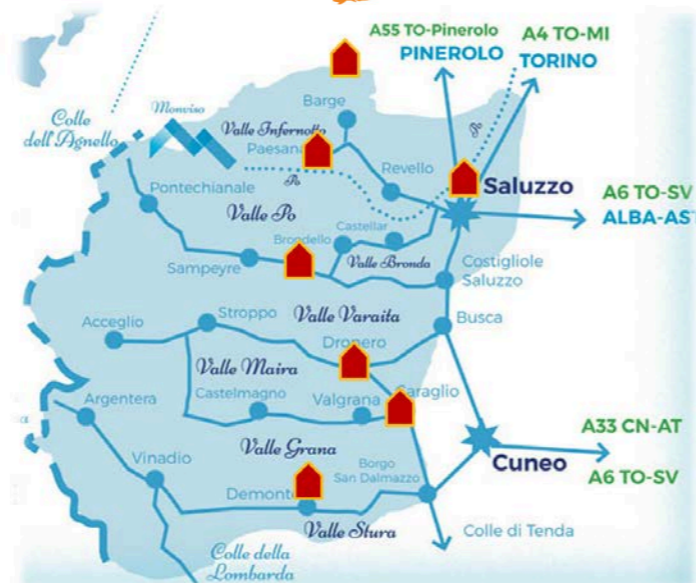 A55 TO-Pinerolo
PINEROLO
A4 TO-MI
TORINO
Colle
dell'Agnello
Monviso
Barge
Valle Infernotto
Paesana
Po
Po
Revello
Saluzzo
A6 TO-SV
ALBA-AST
Pontechianale
Valle Po
Castellar
Brondello
Valle Bronda
Sampeyre
Costigliole
Saluzzo
Valle Varaita
Stroppo
Acceglio
Busca
Dronero
Valle Maira
Castelmagno
Valgrana
Caraglio
Argentera
A33 CN-AT
Valle Grana
Cuneo
A6 TO-SV
Vinadio
Borgo
San Dalmazzo
Demonte
Valle Stura
Colle di Tenda
Colle della
Lombarda